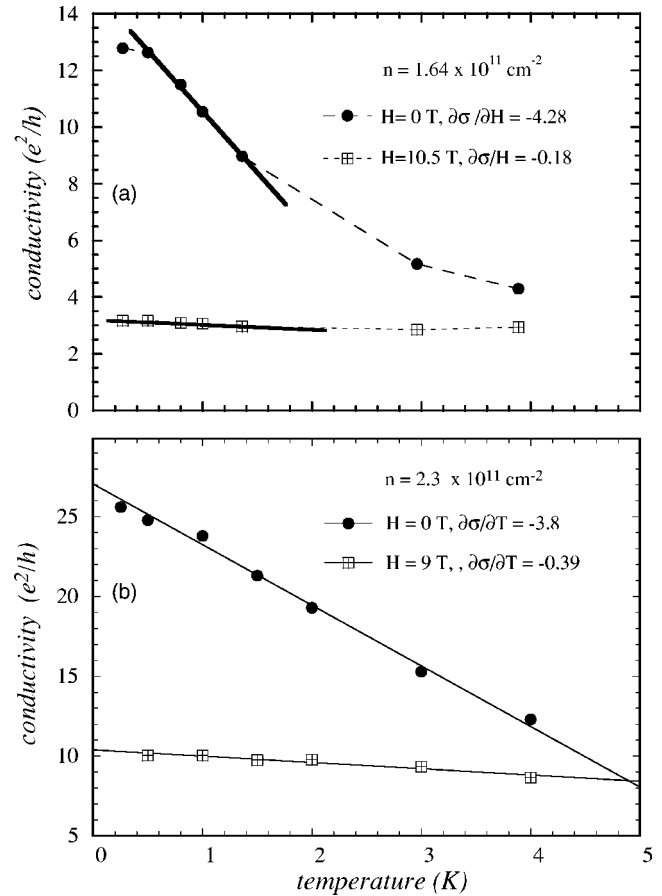 14
12
10
8
6
4
2
0
conductivity (e²/h)
(a)
n = 1.64 x 10¹¹ cm⁻²
H= 0 T, ∂σ/∂H = -4.28
H=10.5 T, ∂σ/H = -0.18
25
20
15
10
5
conductivity (e²/h)
(b)
n = 2.3 x 10¹¹ cm⁻²
H = 0 T, ∂σ/∂T = -3.8
H = 9 T, , ∂σ/∂T = -0.39
0 1 2 3 4 5
temperature (K)